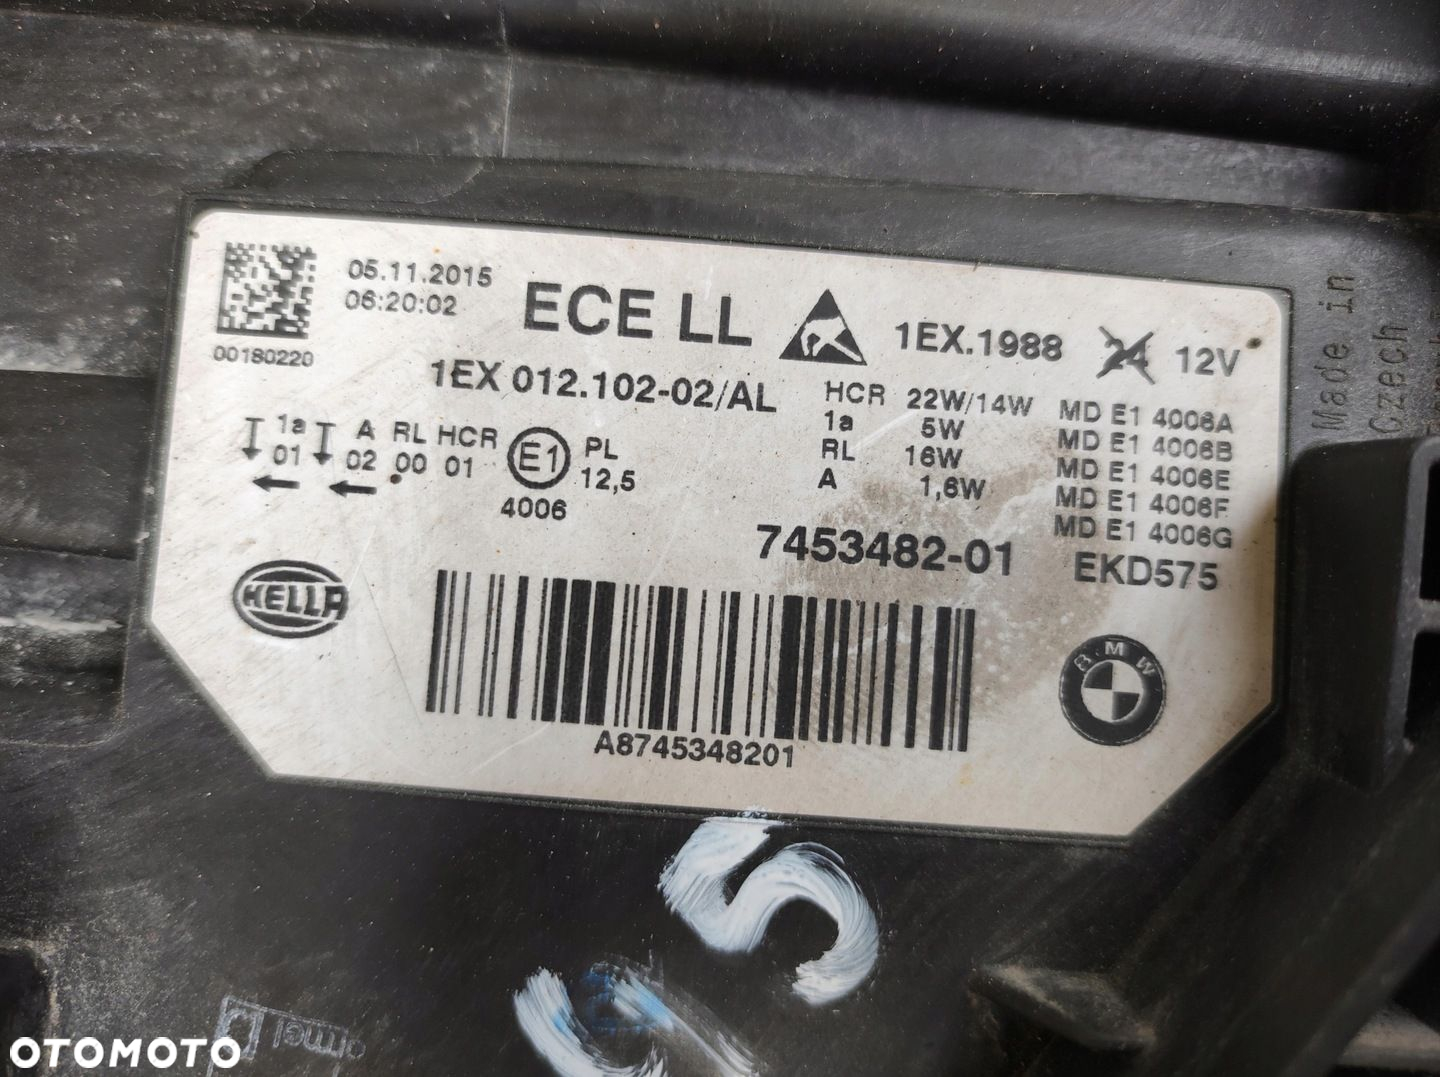 05.11.2015
06:20:02
00180220
ECE LL
1EX.1988
24 12V
1EX 012.102-02/AL
HCR 22W/14W
1a 5W
RL 16W
A 1,6W
MD E1 4006A
MD E1 4006B
MD E1 4006E
MD E1 4006F
MD E1 4006G
1a A RL HCR
01 02 00 01
E1
PL
12,5
4006
7453482-01 EKD575
HELLA
BMW
A8745348201
Made in
Czech
OTOMOTO